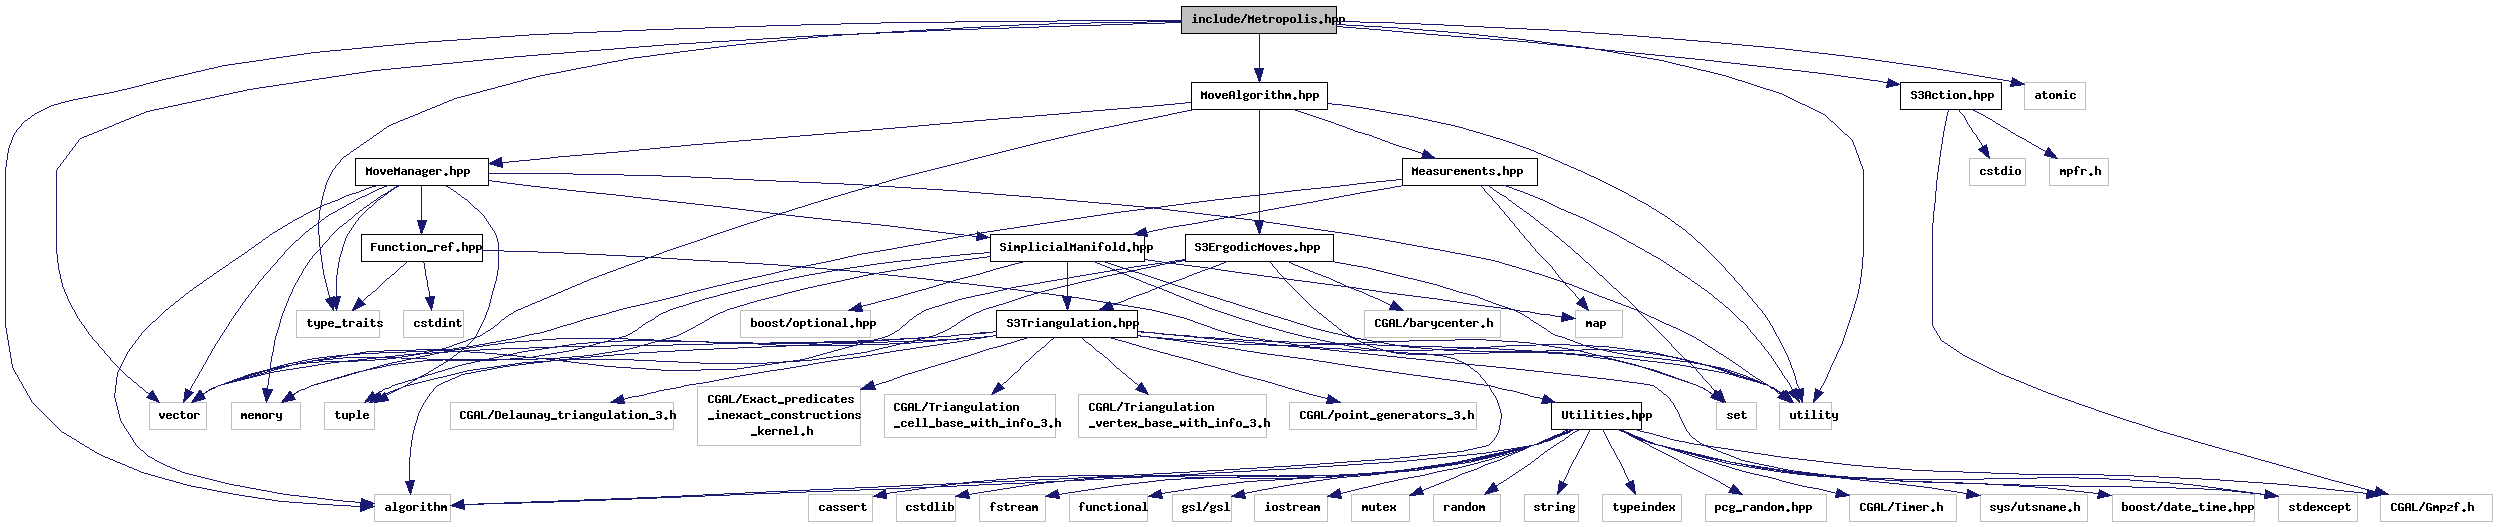 include/Metropolis.hpp
MoveAlgorithm.hpp
S3Action.hpp
atomic
MoveManager.hpp
Measurements.hpp
cstdio
mpfr.h
Function_ref.hpp
SimplicialManifold.hpp
S3ErgodicMoves.hpp
type_traits
cstdint
boost/optional.hpp
S3Triangulation.hpp
CGAL/barycenter.h
map
vector
memory
tuple
CGAL/Delaunay_triangulation_3.h
CGAL/Exact_predicates
_inexact_constructions
_kernel.h
CGAL/Triangulation
_cell_base_with_info_3.h
CGAL/Triangulation
_vertex_base_with_info_3.h
CGAL/point_generators_3.h
Utilities.hpp
set
utility
algorithm
cassert
cstdlib
fstream
functional
gsl/gsl
iostream
mutex
random
string
typeindex
pcg_random.hpp
CGAL/Timer.h
sys/utsname.h
boost/date_time.hpp
stdexcept
CGAL/Gmpzf.h